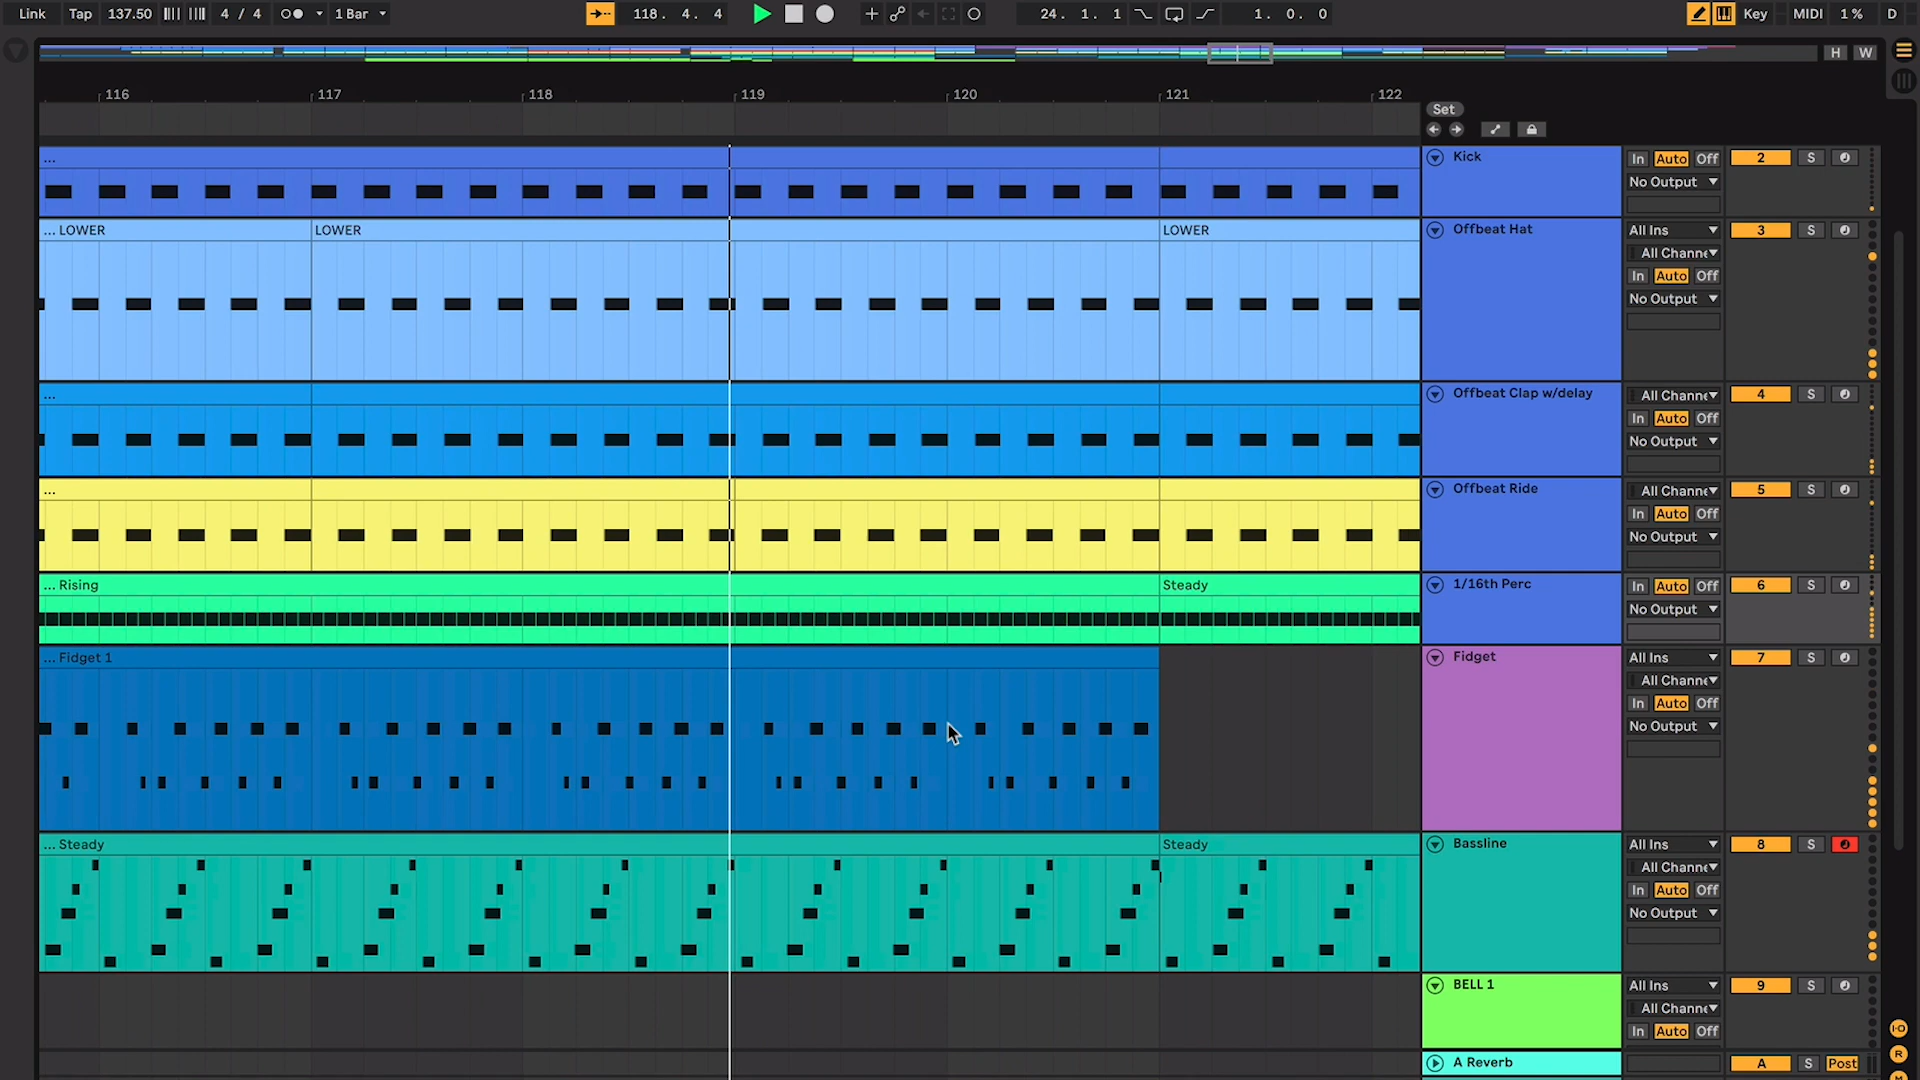 Link Tap 137.50 4 / 4 1 Bar 118. 4. 4 24. 1. 1 1. 0. 0 Key MIDI 1 % D
H W
116 117 118 119 120 121 122
Set
... Kick In Auto Off 2 S
No Output
... LOWER LOWER LOWER Offbeat Hat All Ins 3 S
All Channe
In Auto Off
No Output
... Offbeat Clap w/delay All Channe 4 S
In Auto Off
No Output
... Offbeat Ride All Channe 5 S
In Auto Off
No Output
... Rising Steady 1/16th Perc In Auto Off 6 S
No Output
... Fidget 1 Fidget All Ins 7 S
All Channe
In Auto Off
No Output
... Steady Steady Bassline All Ins 8 S
All Channe
In Auto Off
No Output
BELL 1 All Ins 9 S
All Channe
In Auto Off
I·O
R
A Reverb A S Post